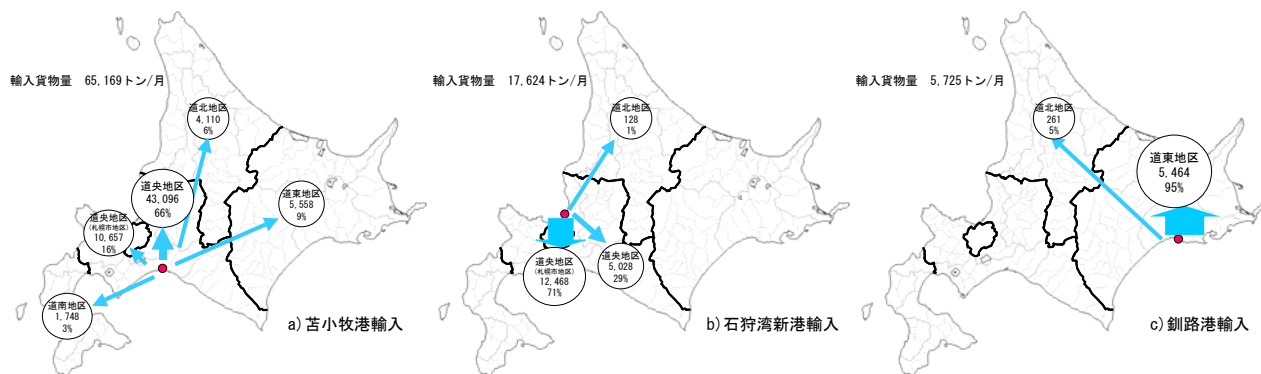 輸入貨物量　65,169トン/月
道北地区
4,110
6%
道央地区
43,096
66%
道東地区
5,558
9%
道央地区
(札幌市地区)
10,657
16%
道南地区
1,748
3%
a)苫小牧港輸入
輸入貨物量　17,624トン/月
道北地区
128
1%
道央地区
(札幌市地区)
12,468
71%
道央地区
5,028
29%
b)石狩湾新港輸入
輸入貨物量　5,725トン/月
道北地区
261
5%
道東地区
5,464
95%
c)釧路港輸入